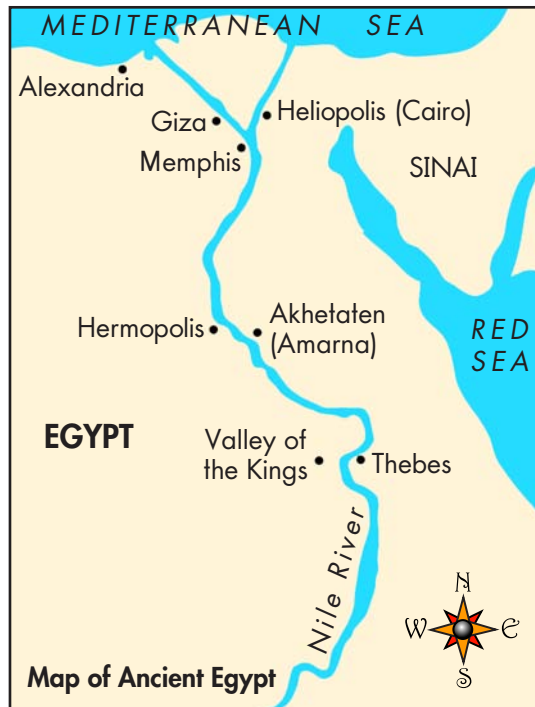 MEDITERRANEAN SEA
Alexandria
Giza
Heliopolis (Cairo)
Memphis
SINAI
Hermopolis
Akhetaten
(Amarna)
RED
SEA
EGYPT
Valley of
the Kings
Thebes
Nile River
N
W E
S
Map of Ancient Egypt